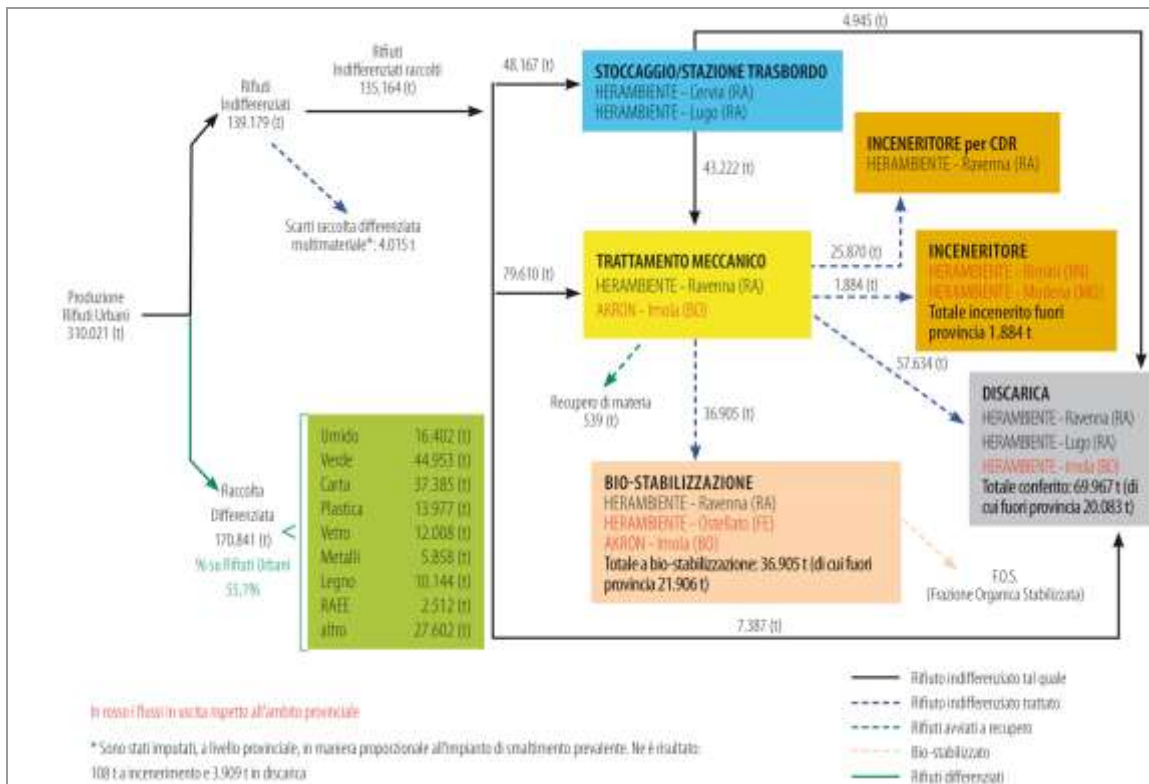 4.945 (t)
Rifiuti
Indifferenziati raccolti
135.164 (t)
48.167 (t)
STOCCAGGIO/STAZIONE TRASBORDO
HERAMBIENTE - Cervia (RA)
HERAMBIENTE - Lugo (RA)
Rifiuti
Indifferenziati
139.179 (t)
INCENERITORE per CDR
HERAMBIENTE - Ravenna (RA)
43.222 (t)
Scarti raccolta differenziata
multimateriale*: 4.015 t
TRATTAMENTO MECCANICO
HERAMBIENTE - Ravenna (RA)
AKRON - Imola (BO)
25.870 (t)
1.884 (t)
INCENERITORE
HERAMBIENTE - Rimini (RN)
HERAMBIENTE - Modena (MO)
Totale incenerito fuori
provincia 1.884 t
79.610 (t)
Produzione
Rifiuti Urbani
310.021 (t)
57.634 (t)
Recupero di materia
539 (t)
36.905 (t)
DISCARICA
HERAMBIENTE - Ravenna (RA)
HERAMBIENTE - Lugo (RA)
HERAMBIENTE - Imola (BO)
Totale conferito: 69.967 t (di
cui fuori provincia 20.083 t)
Raccolta
Differenziata
170.841 (t)
% su Rifiuti Urbani
55,1%
Umido 16.402 (t)
Verde 44.953 (t)
Carta 37.385 (t)
Plastica 13.977 (t)
Vetro 12.008 (t)
Metalli 5.858 (t)
Legno 10.144 (t)
RAEE 2.512 (t)
altro 27.602 (t)
BIO-STABILIZZAZIONE
HERAMBIENTE - Ravenna (RA)
HERAMBIENTE - Ostellato (FE)
AKRON - Imola (BO)
Totale a bio-stabilizzazione: 36.905 t (di cui fuori
provincia 21.906 t)
F.O.S.
(Frazione Organica Stabilizzata)
7.387 (t)
Rifiuto indifferenziato tal quale
Rifiuto indifferenziato trattato
Rifiuti avviati a recupero
Bio-stabilizzato
Rifiuti differenziati
In rosso i flussi in uscita rispetto all'ambito provinciale
* Sono stati imputati, a livello provinciale, in maniera proporzionale all'impianto di smaltimento prevalente. Ne è risultato:
108 t a incenerimento e 3.909 t in discarica